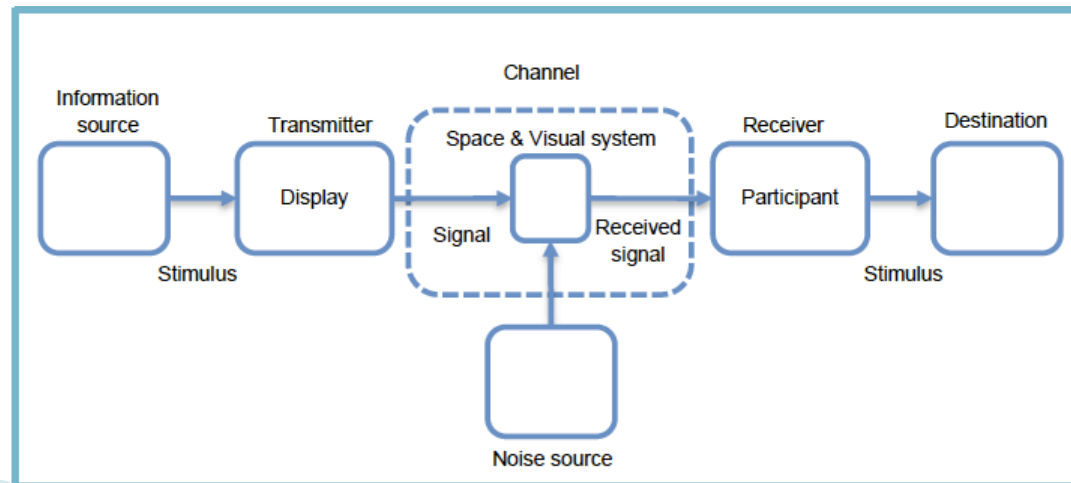 Channel
Information
source
Transmitter
Space & Visual system
Receiver
Destination
Display
Participant
Signal
Received
signal
Stimulus
Stimulus
Noise source